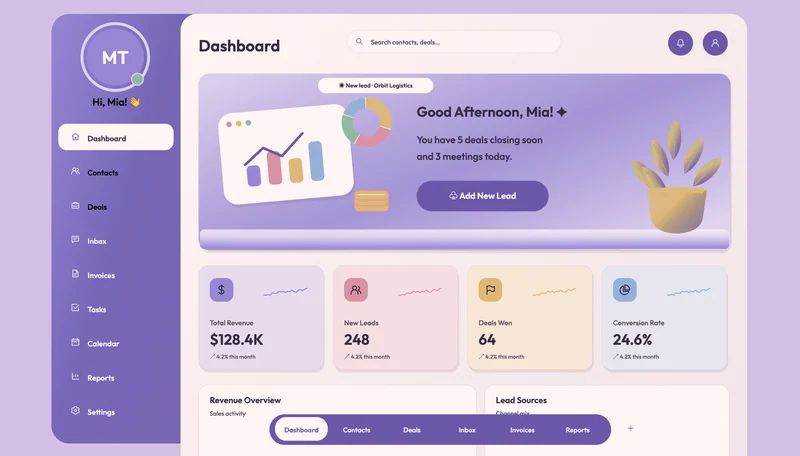 MT
Hi, Mia! 👋
Dashboard
Contacts
Deals
Inbox
Invoices
Tasks
Calendar
Reports
Settings
Dashboard
Search contacts, deals...
New lead · Orbit Logistics
Good Afternoon, Mia! ✦
You have 5 deals closing soon
and 3 meetings today.
Add New Lead
Total Revenue
$128.4K
↗ 4.2% this month
New Leads
248
↗ 4.2% this month
Deals Won
64
↗ 4.2% this month
Conversion Rate
24.6%
↗ 4.2% this month
Revenue Overview
Sales activity
Lead Sources
Channel mix
Dashboard
Contacts
Deals
Inbox
Invoices
Reports
+